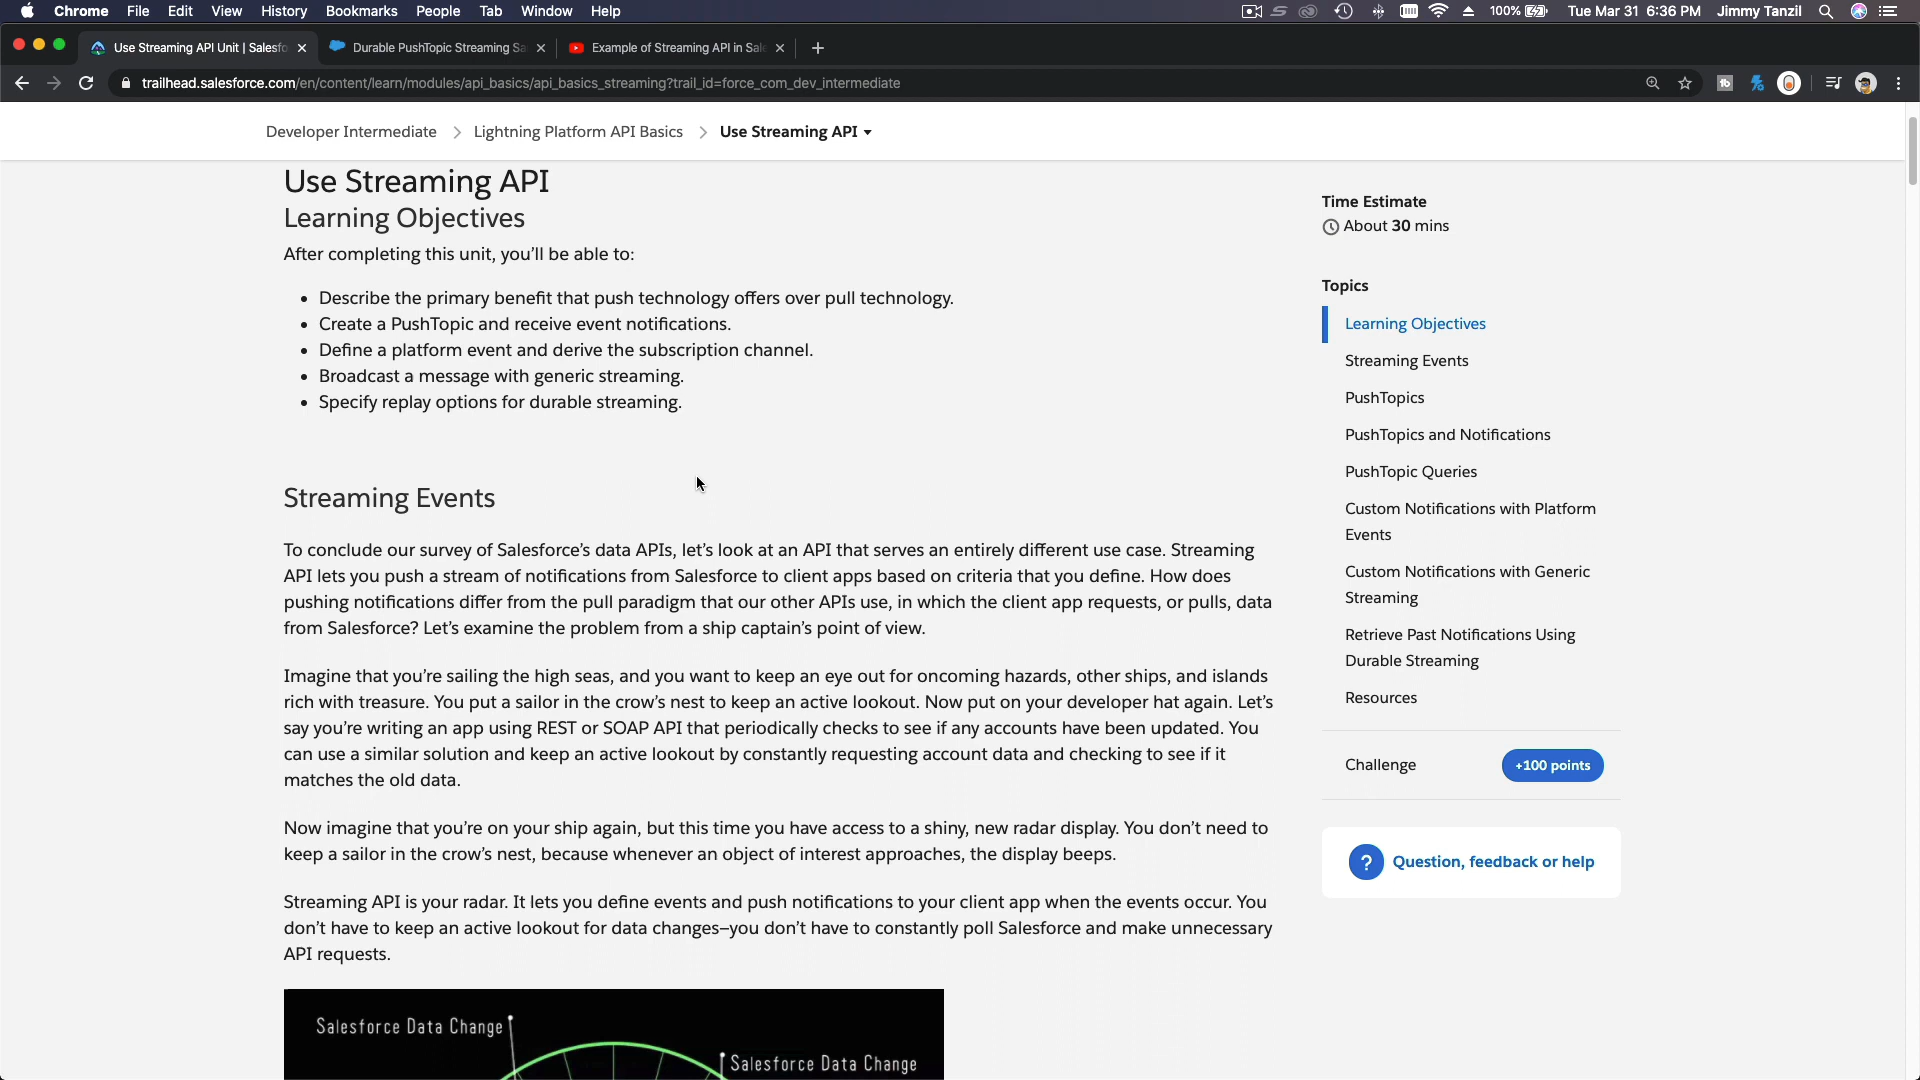 Chrome File Edit View History Bookmarks People Tab Window Help 100% Tue Mar 31 6:36 PM Jimmy Tanzil
Use Streaming API Unit | Salesfo Durable PushTopic Streaming Sa Example of Streaming API in Sale
trailhead.salesforce.com/en/content/learn/modules/api_basics/api_basics_streaming?trail_id=force_com_dev_intermediate
Developer Intermediate > Lightning Platform API Basics > Use Streaming API
Use Streaming API
Learning Objectives
After completing this unit, you’ll be able to:
• Describe the primary benefit that push technology offers over pull technology.
• Create a PushTopic and receive event notifications.
• Define a platform event and derive the subscription channel.
• Broadcast a message with generic streaming.
• Specify replay options for durable streaming.
Streaming Events
To conclude our survey of Salesforce’s data APIs, let’s look at an API that serves an entirely different use case. Streaming
API lets you push a stream of notifications from Salesforce to client apps based on criteria that you define. How does
pushing notifications differ from the pull paradigm that our other APIs use, in which the client app requests, or pulls, data
from Salesforce? Let’s examine the problem from a ship captain’s point of view.
Imagine that you’re sailing the high seas, and you want to keep an eye out for oncoming hazards, other ships, and islands
rich with treasure. You put a sailor in the crow’s nest to keep an active lookout. Now put on your developer hat again. Let’s
say you’re writing an app using REST or SOAP API that periodically checks to see if any accounts have been updated. You
can use a similar solution and keep an active lookout by constantly requesting account data and checking to see if it
matches the old data.
Now imagine that you’re on your ship again, but this time you have access to a shiny, new radar display. You don’t need to
keep a sailor in the crow’s nest, because whenever an object of interest approaches, the display beeps.
Streaming API is your radar. It lets you define events and push notifications to your client app when the events occur. You
don’t have to keep an active lookout for data changes—you don’t have to constantly poll Salesforce and make unnecessary
API requests.
Salesforce Data Change
Salesforce Data Change
Time Estimate
About 30 mins
Topics
Learning Objectives
Streaming Events
PushTopics
PushTopics and Notifications
PushTopic Queries
Custom Notifications with Platform
Events
Custom Notifications with Generic
Streaming
Retrieve Past Notifications Using
Durable Streaming
Resources
Challenge +100 points
? Question, feedback or help